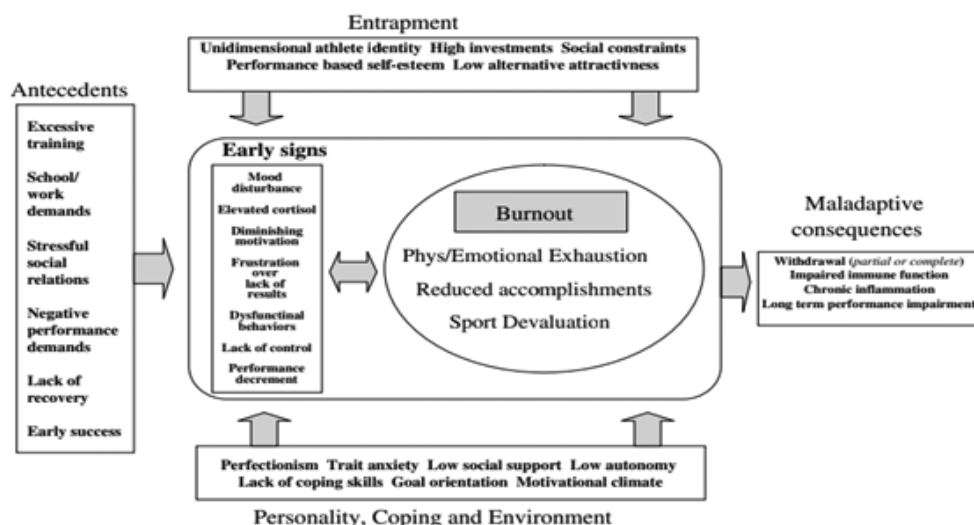 Entrapment
Unidimensional athlete identity High investments Social constraints
Performance based self-esteem Low alternative attractivness
Antecedents
Excessive
training
School/
work
demands
Stressful
social
relations
Negative
performance
demands
Lack of
recovery
Early success
Early signs
Mood
disturbance
Elevated cortisol
Diminishing
motivation
Frustration
over
lack of
results
Dysfunctinal
behaviors
Lack of control
Performance
decrement
Burnout
Phys/Emotional Exhaustion
Reduced accomplishments
Sport Devaluation
Maladaptive
consequences
Withdrawal (partial or complete)
Impaired immune function
Chronic inflammation
Long term performance impairment
Perfectionism Trait anxiety Low social support Low autonomy
Lack of coping skills Goal orientation Motivational climate
Personality, Coping and Environment